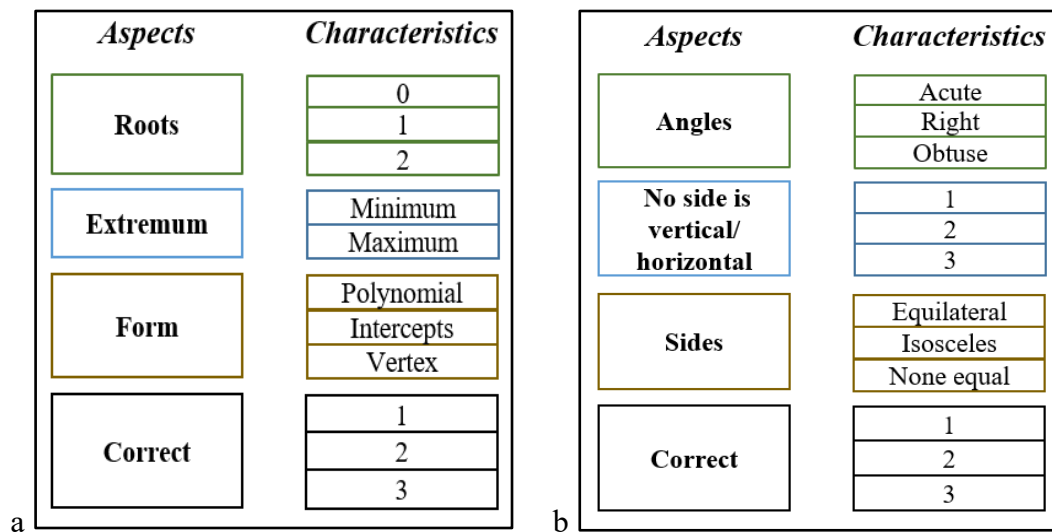 Aspects Characteristics
Roots
0
1
2
Extremum
Minimum
Maximum
Form
Polynomial
Intercepts
Vertex
Correct
1
2
3
a
Aspects Characteristics
Angles
Acute
Right
Obtuse
No side is
vertical/
horizontal
1
2
3
Sides
Equilateral
Isosceles
None equal
Correct
1
2
3
b